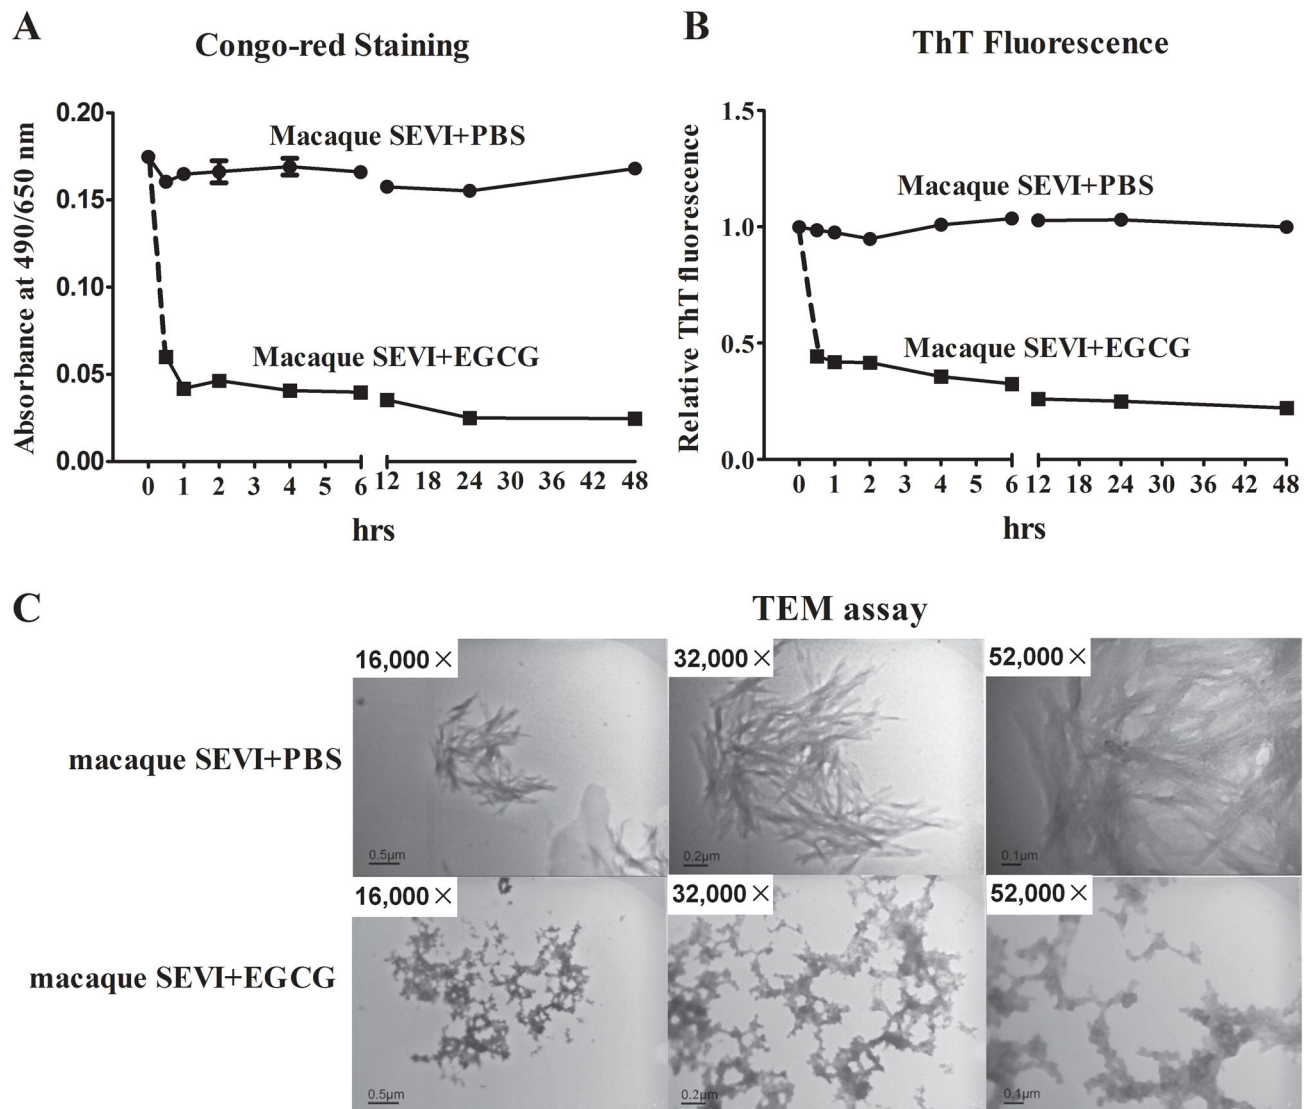 A
Congo-red Staining
Absorbance at 490/650 nm
0.20
0.15
0.10
0.05
0.00
Macaque SEVI+PBS
Macaque SEVI+EGCG
0 1 2 3 4 5 6 12 18 24 30 36 42 48
hrs
B
ThT Fluorescence
Relative ThT fluorescence
1.5
1.0
0.5
0.0
Macaque SEVI+PBS
Macaque SEVI+EGCG
0 1 2 3 4 5 6 12 18 24 30 36 42 48
hrs
C
TEM assay
macaque SEVI+PBS
16,000×
0.5μm
32,000×
0.2μm
52,000×
0.1μm
macaque SEVI+EGCG
16,000×
0.5μm
32,000×
0.2μm
52,000×
0.1μm